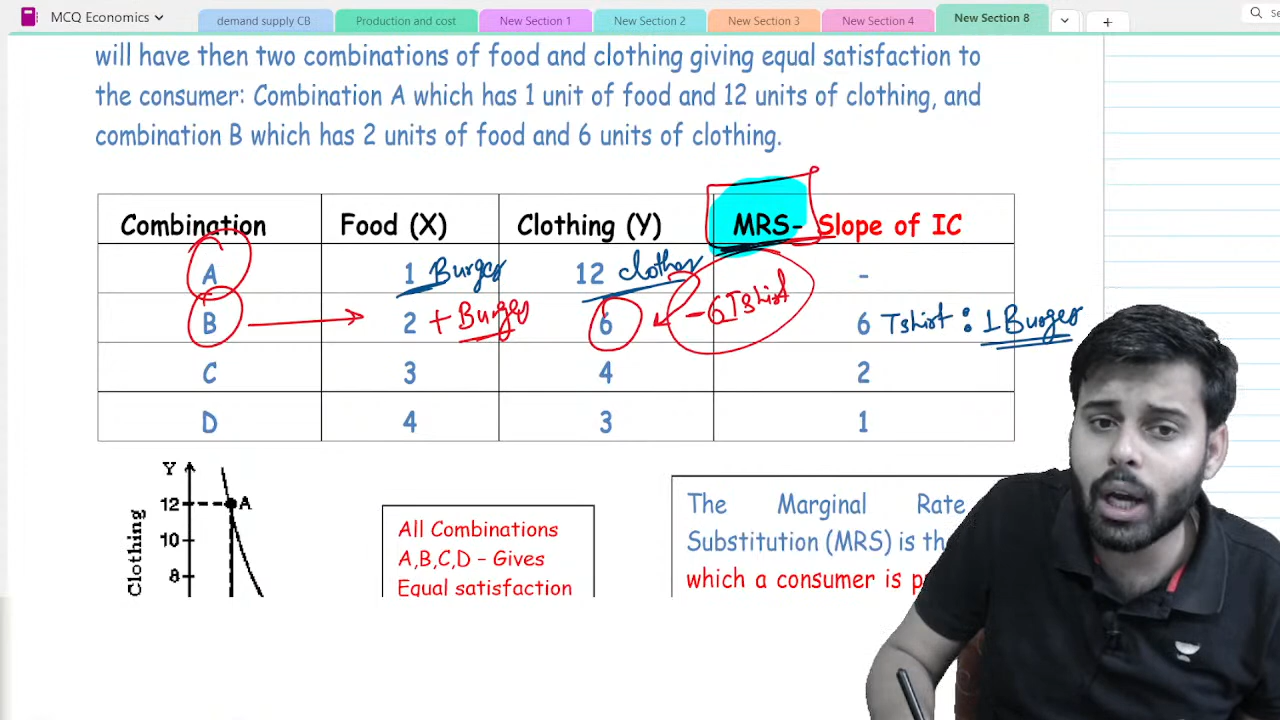 MCQ Economics
demand supply CB
Production and cost
New Section 1
New Section 2
New Section 3
New Section 4
New Section 8
+
will have then two combinations of food and clothing giving equal satisfaction to
the consumer: Combination A which has 1 unit of food and 12 units of clothing, and
combination B which has 2 units of food and 6 units of clothing.
Combination Food (X) Clothing (Y) MRS- Slope of IC
A 1 Burger 12 clothes -
B 2 + Burger 6 - 6 Tshirt 6 Tshirt : 1 Burger
C 3 4 2
D 4 3 1
Y
12 A
10
8
Clothing
All Combinations
A,B,C,D – Gives
Equal satisfaction
The Marginal Rate
Substitution (MRS) is the
which a consumer is